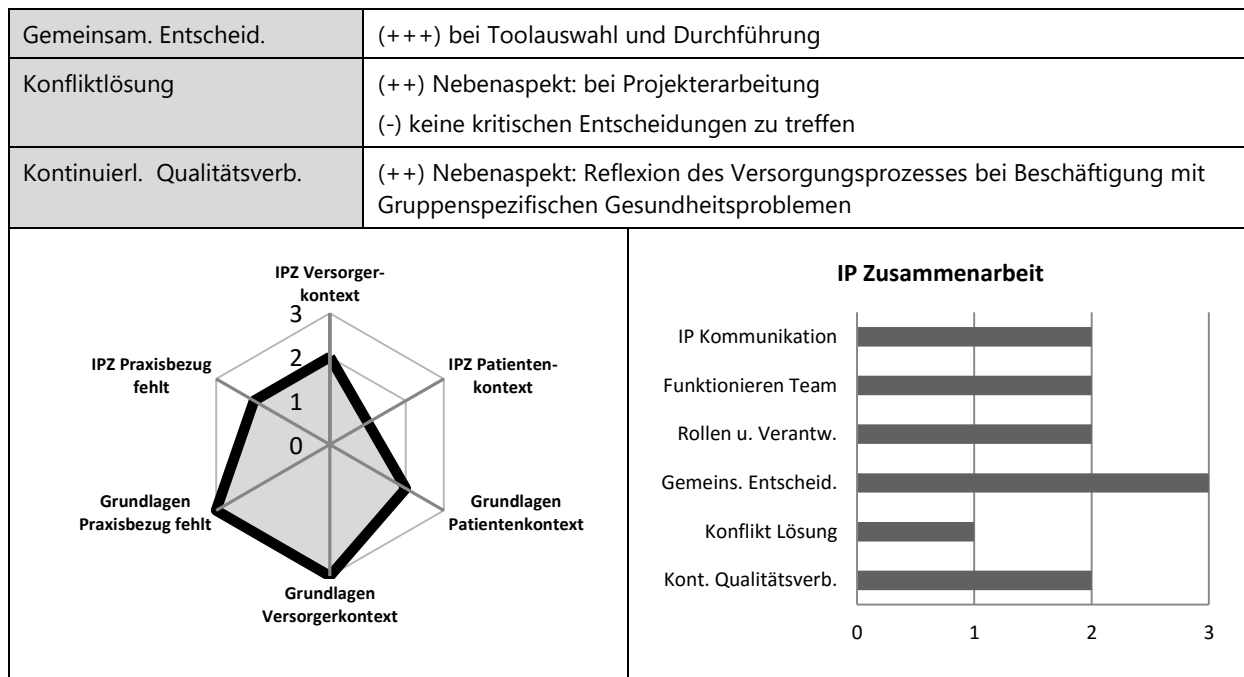 Gemeinsam. Entscheid.
(+++) bei Toolauswahl und Durchführung
Konfliktlösung
(++) Nebenaspekt: bei Projekterarbeitung
(-) keine kritischen Entscheidungen zu treffen
Kontinuierl. Qualitätsverb.
(++) Nebenaspekt: Reflexion des Versorgungsprozesses bei Beschäftigung mit
Gruppenspezifischen Gesundheitsproblemen
IPZ Versorger-
kontext
3
2
1
0
IPZ Patienten-
kontext
Grundlagen
Patientenkontext
Grundlagen
Versorgerkontext
Grundlagen
Praxisbezug fehlt
IPZ Praxisbezug
fehlt
IP Zusammenarbeit
IP Kommunikation
Funktionieren Team
Rollen u. Verantw.
Gemeins. Entscheid.
Konflikt Lösung
Kont. Qualitätsverb.
0 1 2 3